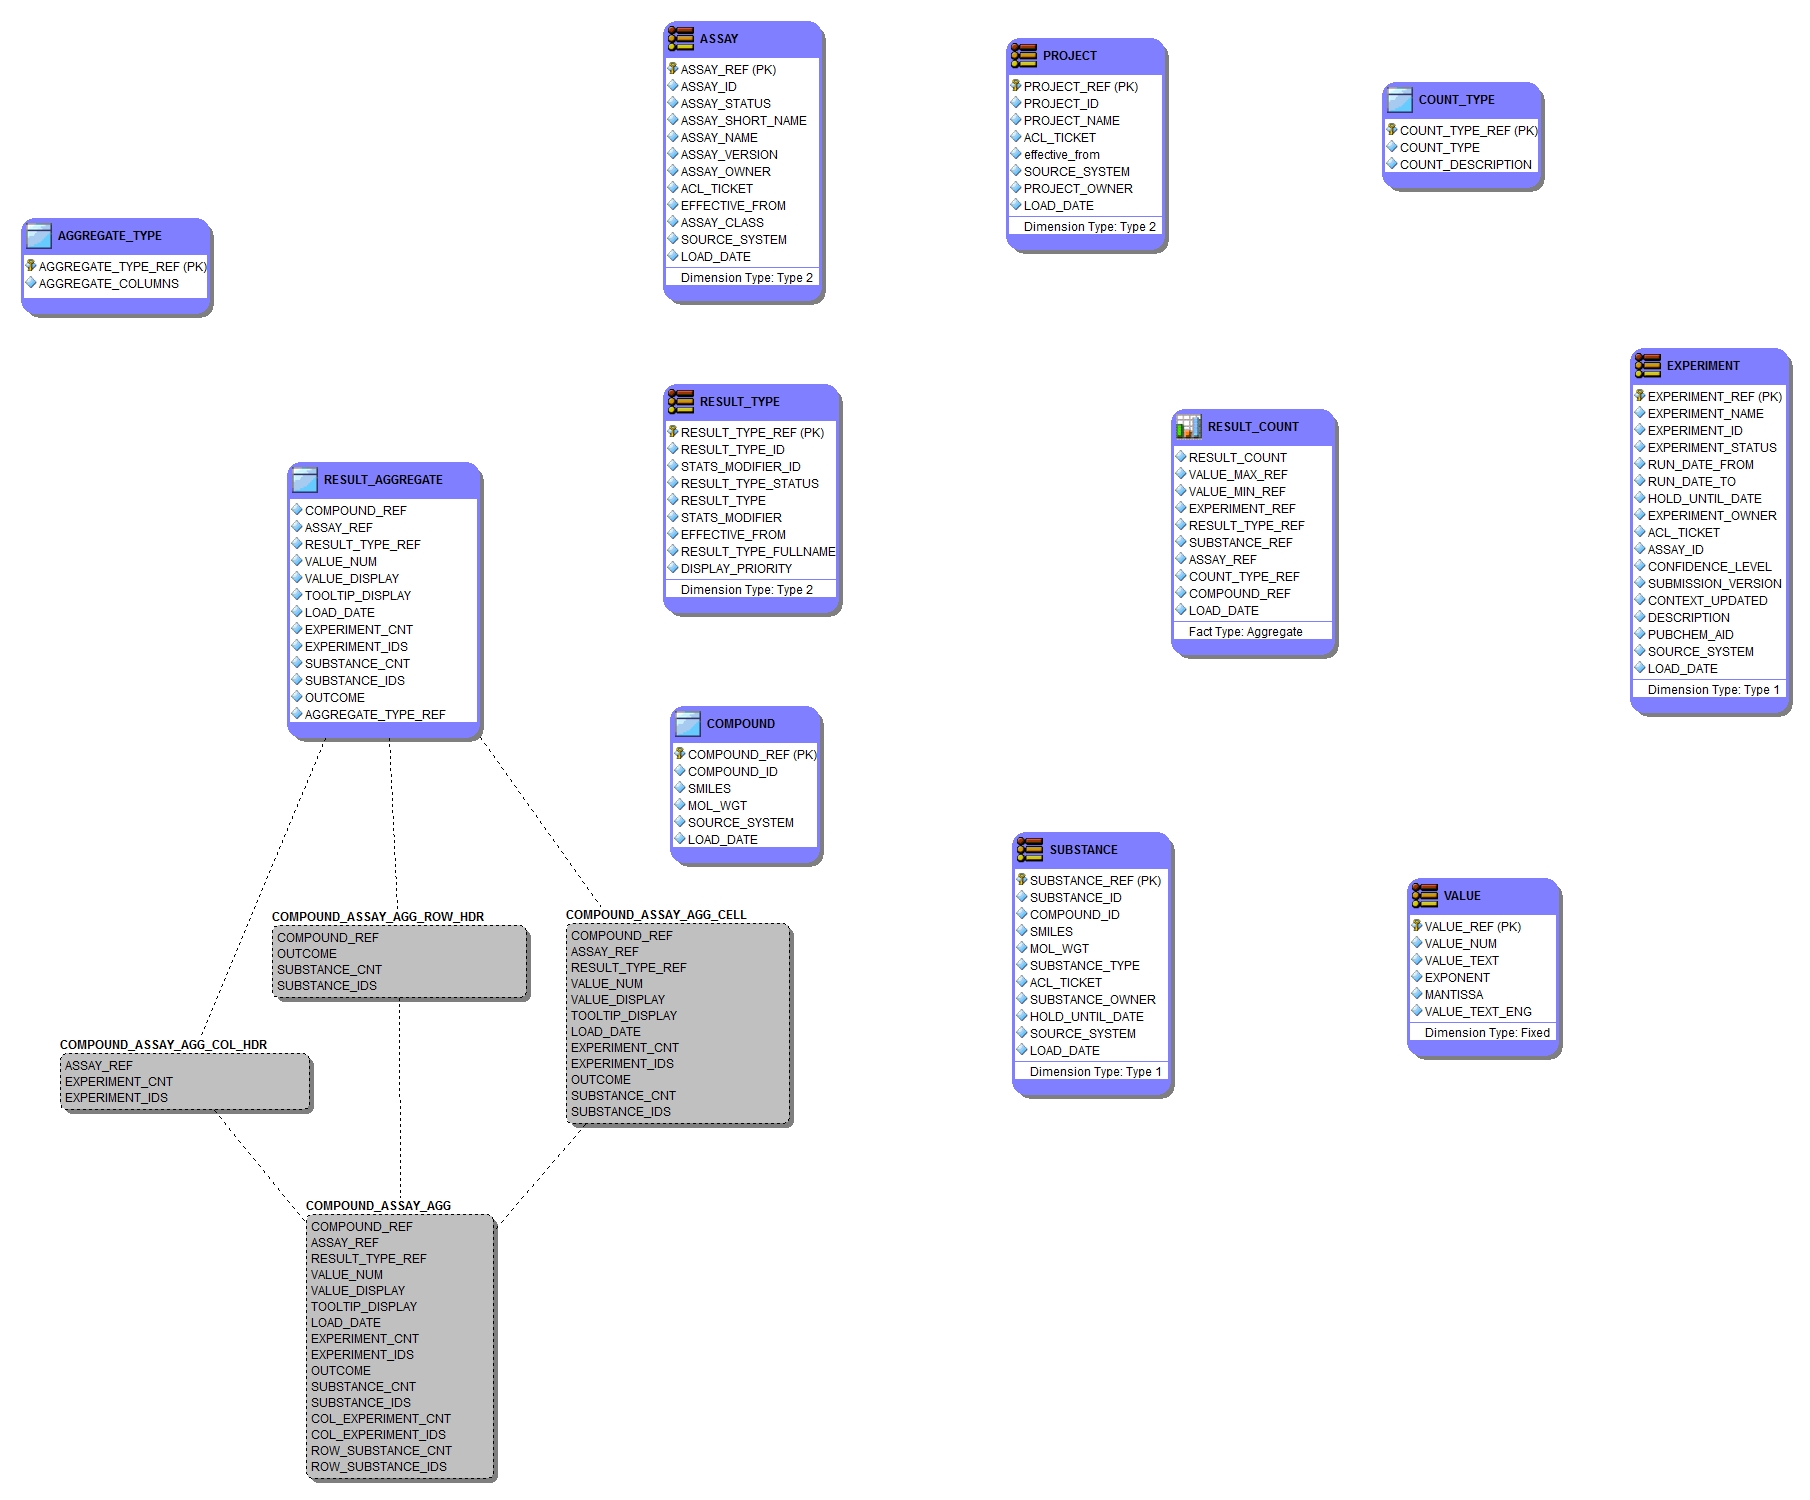 ASSAY
ASSAY_REF (PK)
ASSAY_ID
ASSAY_STATUS
ASSAY_SHORT_NAME
ASSAY_NAME
ASSAY_VERSION
ASSAY_OWNER
ACL_TICKET
EFFECTIVE_FROM
ASSAY_CLASS
SOURCE_SYSTEM
LOAD_DATE
Dimension Type: Type 2
PROJECT
PROJECT_REF (PK)
PROJECT_ID
PROJECT_NAME
ACL_TICKET
effective_from
SOURCE_SYSTEM
PROJECT_OWNER
LOAD_DATE
Dimension Type: Type 2
COUNT_TYPE
COUNT_TYPE_REF (PK)
COUNT_TYPE
COUNT_DESCRIPTION
AGGREGATE_TYPE
AGGREGATE_TYPE_REF (PK)
AGGREGATE_COLUMNS
EXPERIMENT
EXPERIMENT_REF (PK)
EXPERIMENT_NAME
EXPERIMENT_ID
EXPERIMENT_STATUS
RUN_DATE_FROM
RUN_DATE_TO
HOLD_UNTIL_DATE
EXPERIMENT_OWNER
ACL_TICKET
ASSAY_ID
CONFIDENCE_LEVEL
SUBMISSION_VERSION
CONTEXT_UPDATED
DESCRIPTION
PUBCHEM_AID
SOURCE_SYSTEM
LOAD_DATE
Dimension Type: Type 1
RESULT_TYPE
RESULT_TYPE_REF (PK)
RESULT_TYPE_ID
STATS_MODIFIER_ID
RESULT_TYPE_STATUS
RESULT_TYPE
STATS_MODIFIER
EFFECTIVE_FROM
RESULT_TYPE_FULLNAME
DISPLAY_PRIORITY
Dimension Type: Type 2
RESULT_COUNT
RESULT_COUNT
VALUE_MAX_REF
VALUE_MIN_REF
EXPERIMENT_REF
RESULT_TYPE_REF
SUBSTANCE_REF
ASSAY_REF
COUNT_TYPE_REF
COMPOUND_REF
LOAD_DATE
Fact Type: Aggregate
RESULT_AGGREGATE
COMPOUND_REF
ASSAY_REF
RESULT_TYPE_REF
VALUE_NUM
VALUE_DISPLAY
TOOLTIP_DISPLAY
LOAD_DATE
EXPERIMENT_CNT
EXPERIMENT_IDS
SUBSTANCE_CNT
SUBSTANCE_IDS
OUTCOME
AGGREGATE_TYPE_REF
COMPOUND
COMPOUND_REF (PK)
COMPOUND_ID
SMILES
MOL_WGT
SOURCE_SYSTEM
LOAD_DATE
SUBSTANCE
SUBSTANCE_REF (PK)
SUBSTANCE_ID
COMPOUND_ID
SMILES
MOL_WGT
SUBSTANCE_TYPE
ACL_TICKET
SUBSTANCE_OWNER
HOLD_UNTIL_DATE
SOURCE_SYSTEM
LOAD_DATE
Dimension Type: Type 1
VALUE
VALUE_REF (PK)
VALUE_NUM
VALUE_TEXT
EXPONENT
MANTISSA
VALUE_TEXT_ENG
Dimension Type: Fixed
COMPOUND_ASSAY_AGG_ROW_HDR
COMPOUND_REF
OUTCOME
SUBSTANCE_CNT
SUBSTANCE_IDS
COMPOUND_ASSAY_AGG_CELL
COMPOUND_REF
ASSAY_REF
RESULT_TYPE_REF
VALUE_NUM
VALUE_DISPLAY
TOOLTIP_DISPLAY
LOAD_DATE
EXPERIMENT_CNT
EXPERIMENT_IDS
OUTCOME
SUBSTANCE_CNT
SUBSTANCE_IDS
COMPOUND_ASSAY_AGG_COL_HDR
ASSAY_REF
EXPERIMENT_CNT
EXPERIMENT_IDS
COMPOUND_ASSAY_AGG
COMPOUND_REF
ASSAY_REF
RESULT_TYPE_REF
VALUE_NUM
VALUE_DISPLAY
TOOLTIP_DISPLAY
LOAD_DATE
EXPERIMENT_CNT
EXPERIMENT_IDS
OUTCOME
SUBSTANCE_CNT
SUBSTANCE_IDS
COL_EXPERIMENT_CNT
COL_EXPERIMENT_IDS
ROW_SUBSTANCE_CNT
ROW_SUBSTANCE_IDS